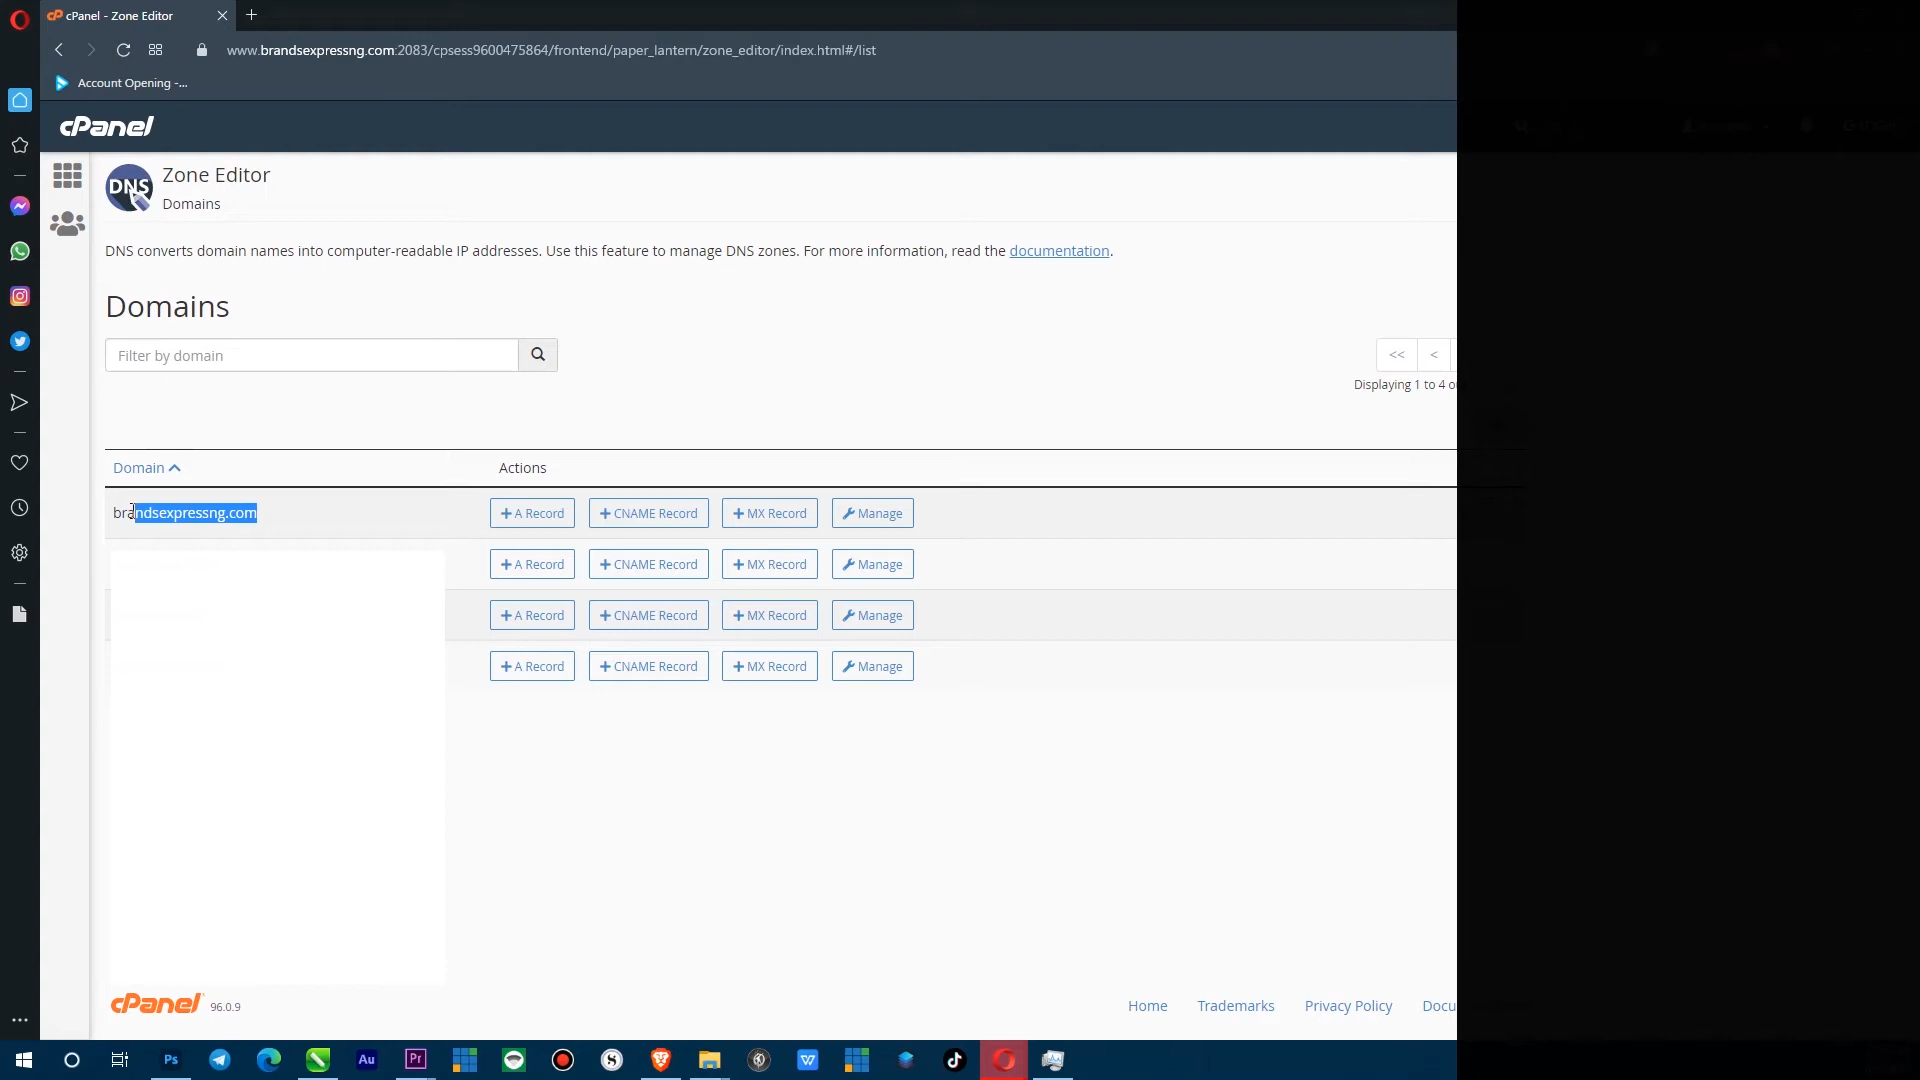 cPanel - Zone Editor
www.brandsexpressng.com:2083/cpsess9600475864/frontend/paper_lantern/zone_editor/index.html#/list
Account Opening -...
cPanel
DNS
Zone Editor
Domains
DNS converts domain names into computer-readable IP addresses. Use this feature to manage DNS zones. For more information, read the documentation.
Domains
Filter by domain
<< <
Displaying 1 to 4 o
Domain Actions
brandsexpressng.com + A Record + CNAME Record + MX Record Manage
+ A Record + CNAME Record + MX Record Manage
+ A Record + CNAME Record + MX Record Manage
+ A Record + CNAME Record + MX Record Manage
cPanel 96.0.9 Home Trademarks Privacy Policy Docu
Ps Au Pr